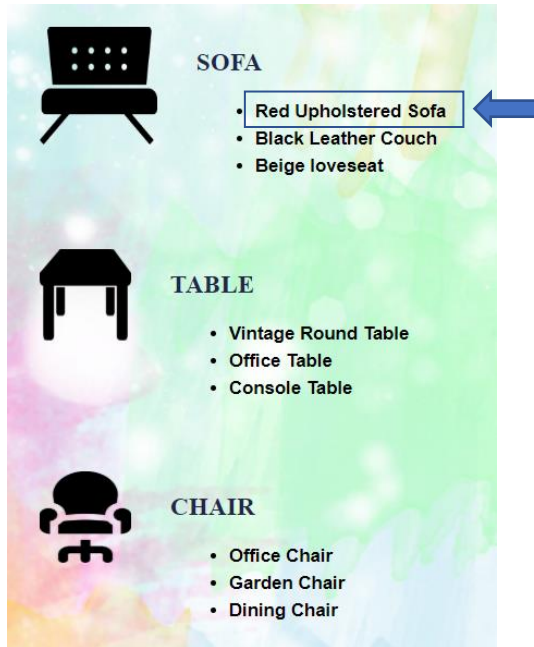 SOFA
• Red Upholstered Sofa
• Black Leather Couch
• Beige loveseat
TABLE
• Vintage Round Table
• Office Table
• Console Table
CHAIR
• Office Chair
• Garden Chair
• Dining Chair